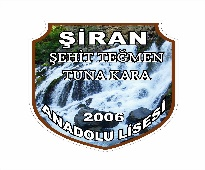 ŞİRAN
ŞEHİT TEĞMEN
TUNA KARA
2006
ANADOLU LİSESİ